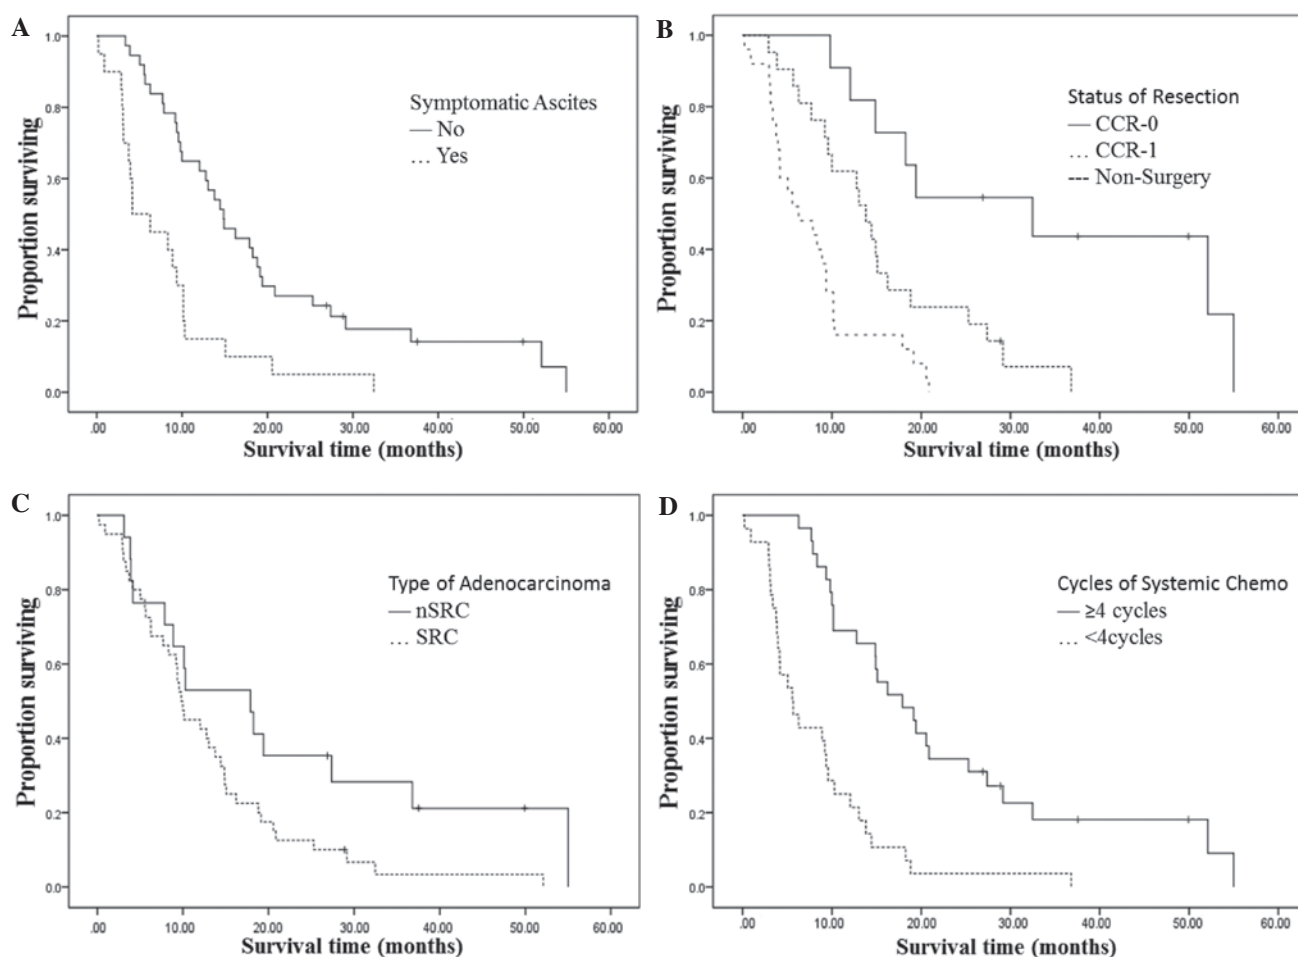 A
1.0
0.8
.0
0.6
0.4
0.2
0.0
Proportion surviving
Symptomatic Ascites
No
Yes
.00 10.00 20.00 30.00 40.00 50.00 60.00
Survival time (months)
B
1.0
0.8
0.6
0.4
0.2
0.0
Proportion surviving
Status of Resection
CCR-0
CCR-1
Non-Surgery
.00 10.00 20.00 30.00 40.00 50.00 60.00
Survival time (months)
C
1.0
0.8
0.6
0.4
0.2
0.0
Proportion surviving
Type of Adenocarcinoma
nSRC
SRC
.00 10.00 20.00 30.00 40.00 50.00 60.00
Survival time (months)
D
1.0
0.8
0.6
0.4
0.2
0.0
Proportion surviving
Cycles of Systemic Chemo
≥4 cycles
<4cycles
.00 10.00 20.00 30.00 40.00 50.00 60.00
Survival time (months)